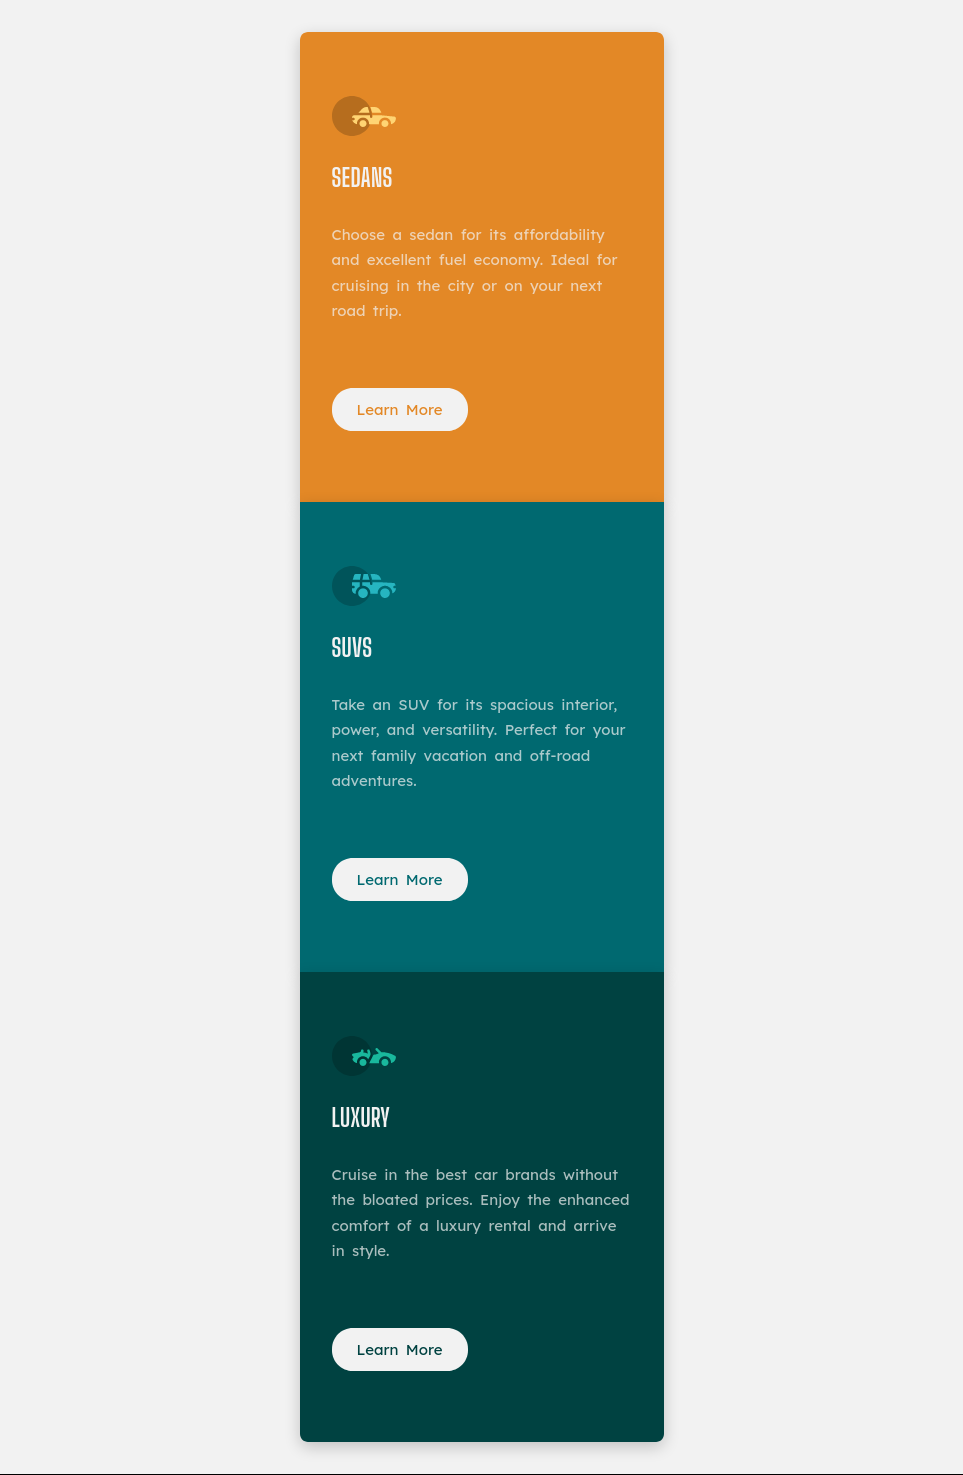 SEDANS
Choose a sedan for its affordability
and excellent fuel economy. Ideal for
cruising in the city or on your next
road trip.
Learn More
SUVS
Take an SUV for its spacious interior,
power, and versatility. Perfect for your
next family vacation and off-road
adventures.
Learn More
LUXURY
Cruise in the best car brands without
the bloated prices. Enjoy the enhanced
comfort of a luxury rental and arrive
in style.
Learn More